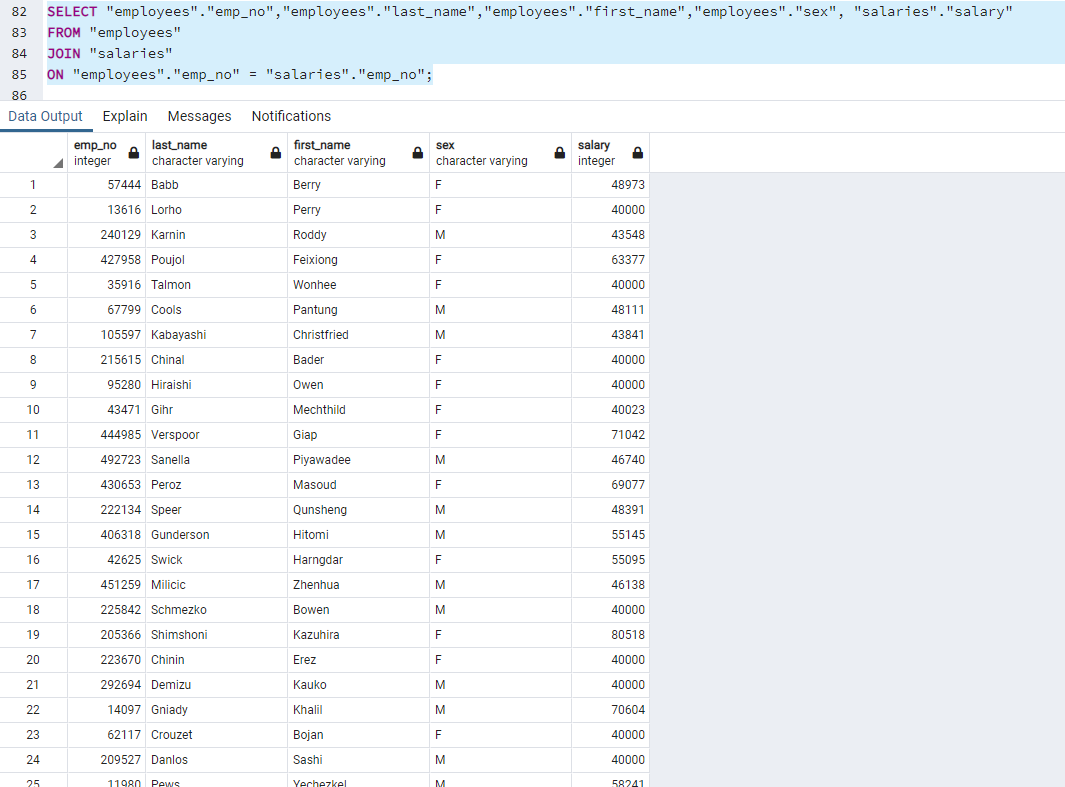 82 SELECT "employees"."emp_no","employees"."last_name","employees"."first_name","employees"."sex", "salaries"."salary"
83 FROM "employees"
84 JOIN "salaries"
85 ON "employees"."emp_no" = "salaries"."emp_no";
86
Data Output Explain Messages Notifications
emp_no last_name first_name sex salary
integer character varying character varying character varying integer
1 57444 Babb Berry F 48973
2 13616 Lorho Perry F 40000
3 240129 Karnin Roddy M 43548
4 427958 Poujol Feixiong F 63377
5 35916 Talmon Wonhee F 40000
6 67799 Cools Pantung M 48111
7 105597 Kabayashi Christfried M 43841
8 215615 Chinal Bader F 40000
9 95280 Hiraishi Owen F 40000
10 43471 Gihr Mechthild F 40023
11 444985 Verspoor Giap F 71042
12 492723 Sanella Piyawadee M 46740
13 430653 Peroz Masoud F 69077
14 222134 Speer Qunsheng M 48391
15 406318 Gunderson Hitomi M 55145
16 42625 Swick Harngdar F 55095
17 451259 Milicic Zhenhua M 46138
18 225842 Schmezko Bowen M 40000
19 205366 Shimshoni Kazuhira F 80518
20 223670 Chinin Erez F 40000
21 292694 Demizu Kauko M 40000
22 14097 Gniady Khalil M 70604
23 62117 Crouzet Bojan F 40000
24 209527 Danlos Sashi M 40000
25 11980 Pews Yechezkel M 58241